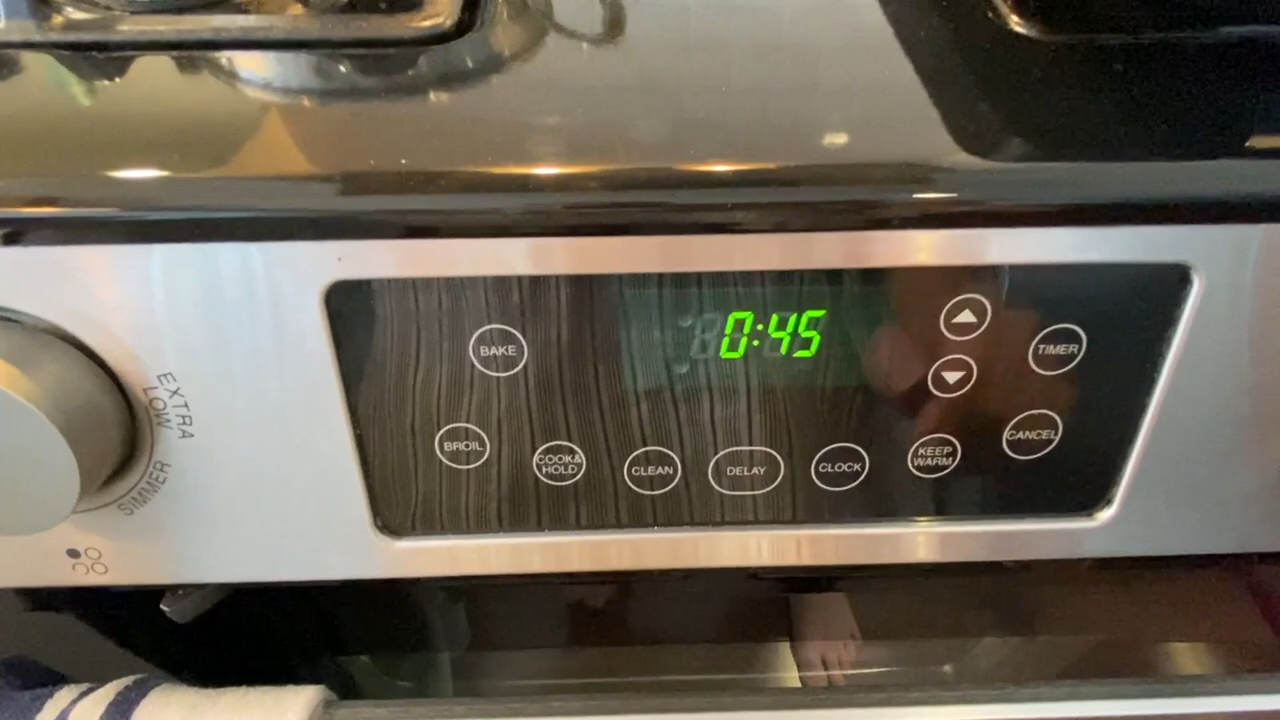 0:45
BAKE
TIMER
EXTRA
LOW
SIMMER
BROIL
COOK&
HOLD
CLEAN
DELAY
CLOCK
KEEP
WARM
CANCEL